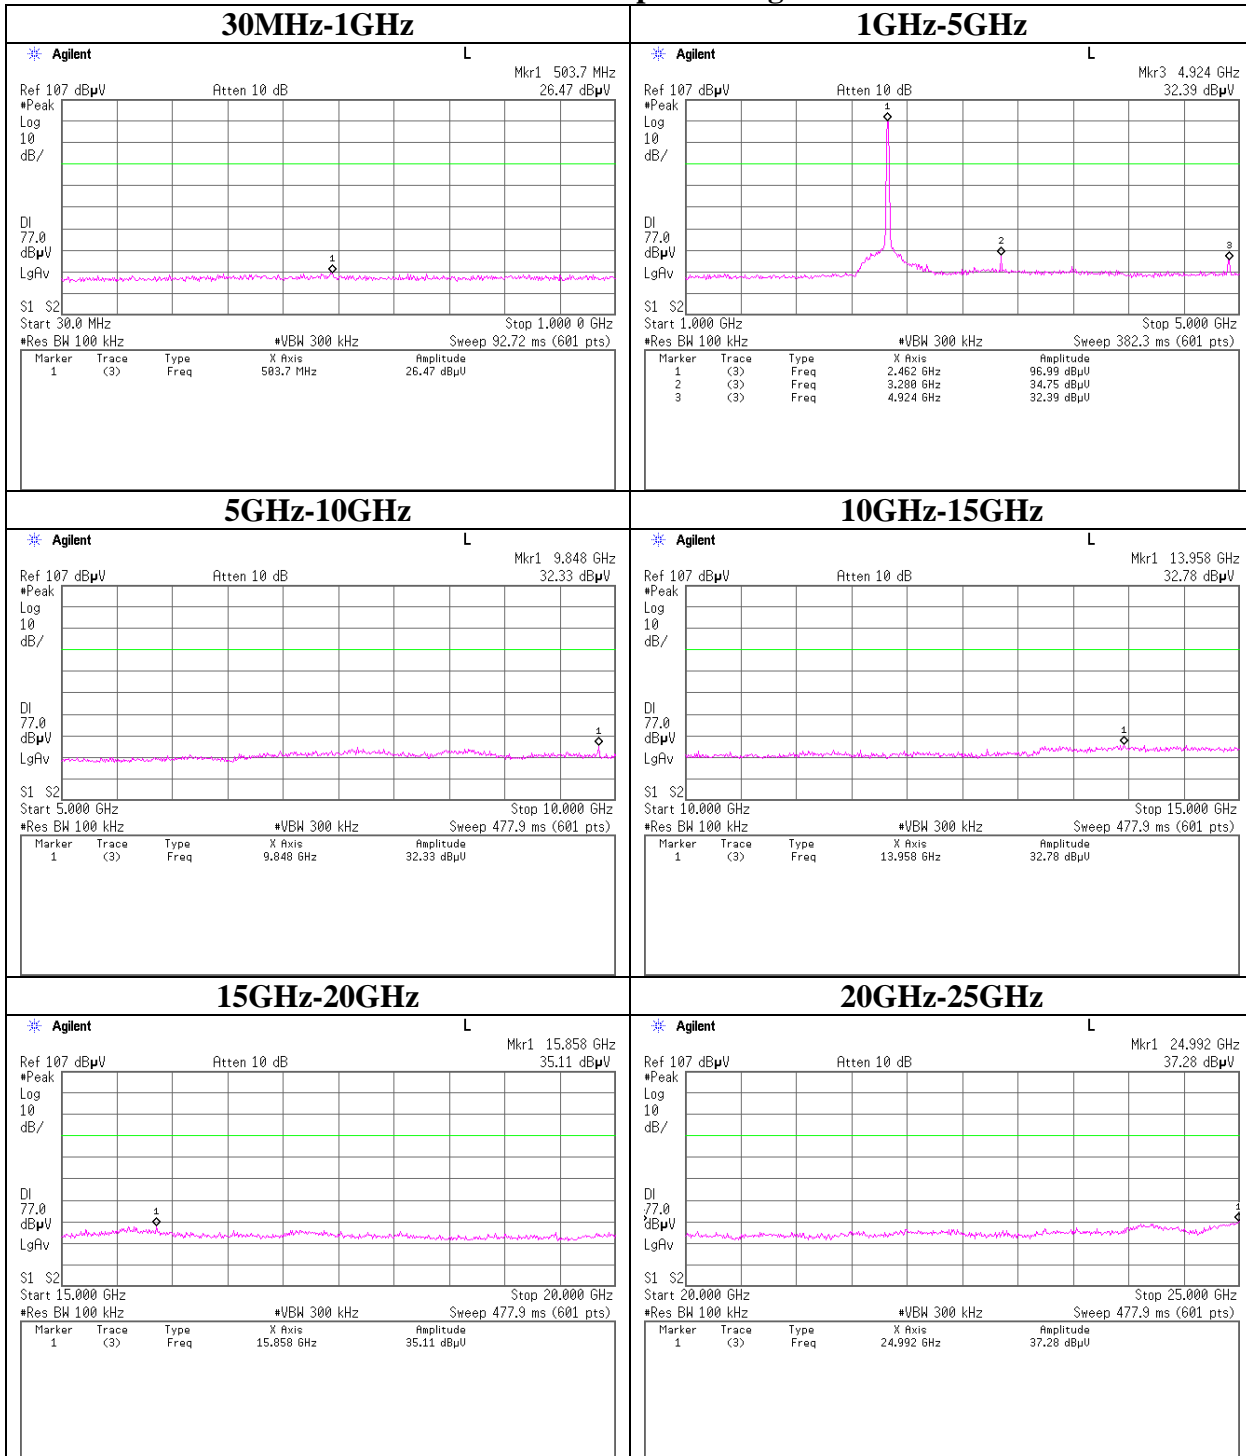 30MHz-1GHz
Agilent L
Mkr1 503.7 MHz
Ref 107 dBµV Atten 10 dB 26.47 dBµV
#Peak
Log
10
dB/
1
DI
77.0
dBµV
LgAv
S1 S2
Start 30.0 MHz Stop 1.000 0 GHz
#Res BW 100 kHz #VBW 300 kHz Sweep 92.72 ms (601 pts)
Marker Trace Type X Axis Amplitude
1 (3) Freq 503.7 MHz 26.47 dBµV
1GHz-5GHz
Agilent L
Mkr3 4.924 GHz
Ref 107 dBµV Atten 10 dB 32.39 dBµV
#Peak
1
Log
10
dB/
DI
77.0
2
3
dBµV
LgAv
S1 S2
Start 1.000 GHz Stop 5.000 GHz
#Res BW 100 kHz #VBW 300 kHz Sweep 382.3 ms (601 pts)
Marker Trace Type X Axis Amplitude
1 (3) Freq 2.462 GHz 96.99 dBµV
2 (3) Freq 3.280 GHz 34.75 dBµV
3 (3) Freq 4.924 GHz 32.39 dBµV
5GHz-10GHz
Agilent L
Mkr1 9.848 GHz
Ref 107 dBµV Atten 10 dB 32.33 dBµV
#Peak
Log
10
dB/
DI
77.0
1
dBµV
LgAv
S1 S2
Start 5.000 GHz Stop 10.000 GHz
#Res BW 100 kHz #VBW 300 kHz Sweep 477.9 ms (601 pts)
Marker Trace Type X Axis Amplitude
1 (3) Freq 9.848 GHz 32.33 dBµV
10GHz-15GHz
Agilent L
Mkr1 13.958 GHz
Ref 107 dBµV Atten 10 dB 32.78 dBµV
#Peak
Log
10
dB/
DI
77.0
1
dBµV
LgAv
S1 S2
Start 10.000 GHz Stop 15.000 GHz
#Res BW 100 kHz #VBW 300 kHz Sweep 477.9 ms (601 pts)
Marker Trace Type X Axis Amplitude
1 (3) Freq 13.958 GHz 32.78 dBµV
15GHz-20GHz
Agilent L
Mkr1 15.858 GHz
Ref 107 dBµV Atten 10 dB 35.11 dBµV
#Peak
Log
10
dB/
DI
77.0
1
dBµV
LgAv
S1 S2
Start 15.000 GHz Stop 20.000 GHz
#Res BW 100 kHz #VBW 300 kHz Sweep 477.9 ms (601 pts)
Marker Trace Type X Axis Amplitude
1 (3) Freq 15.858 GHz 35.11 dBµV
20GHz-25GHz
Agilent L
Mkr1 24.992 GHz
Ref 107 dBµV Atten 10 dB 37.28 dBµV
#Peak
Log
10
dB/
DI
77.0
1
dBµV
LgAv
S1 S2
Start 20.000 GHz Stop 25.000 GHz
#Res BW 100 kHz #VBW 300 kHz Sweep 477.9 ms (601 pts)
Marker Trace Type X Axis Amplitude
1 (3) Freq 24.992 GHz 37.28 dBµV